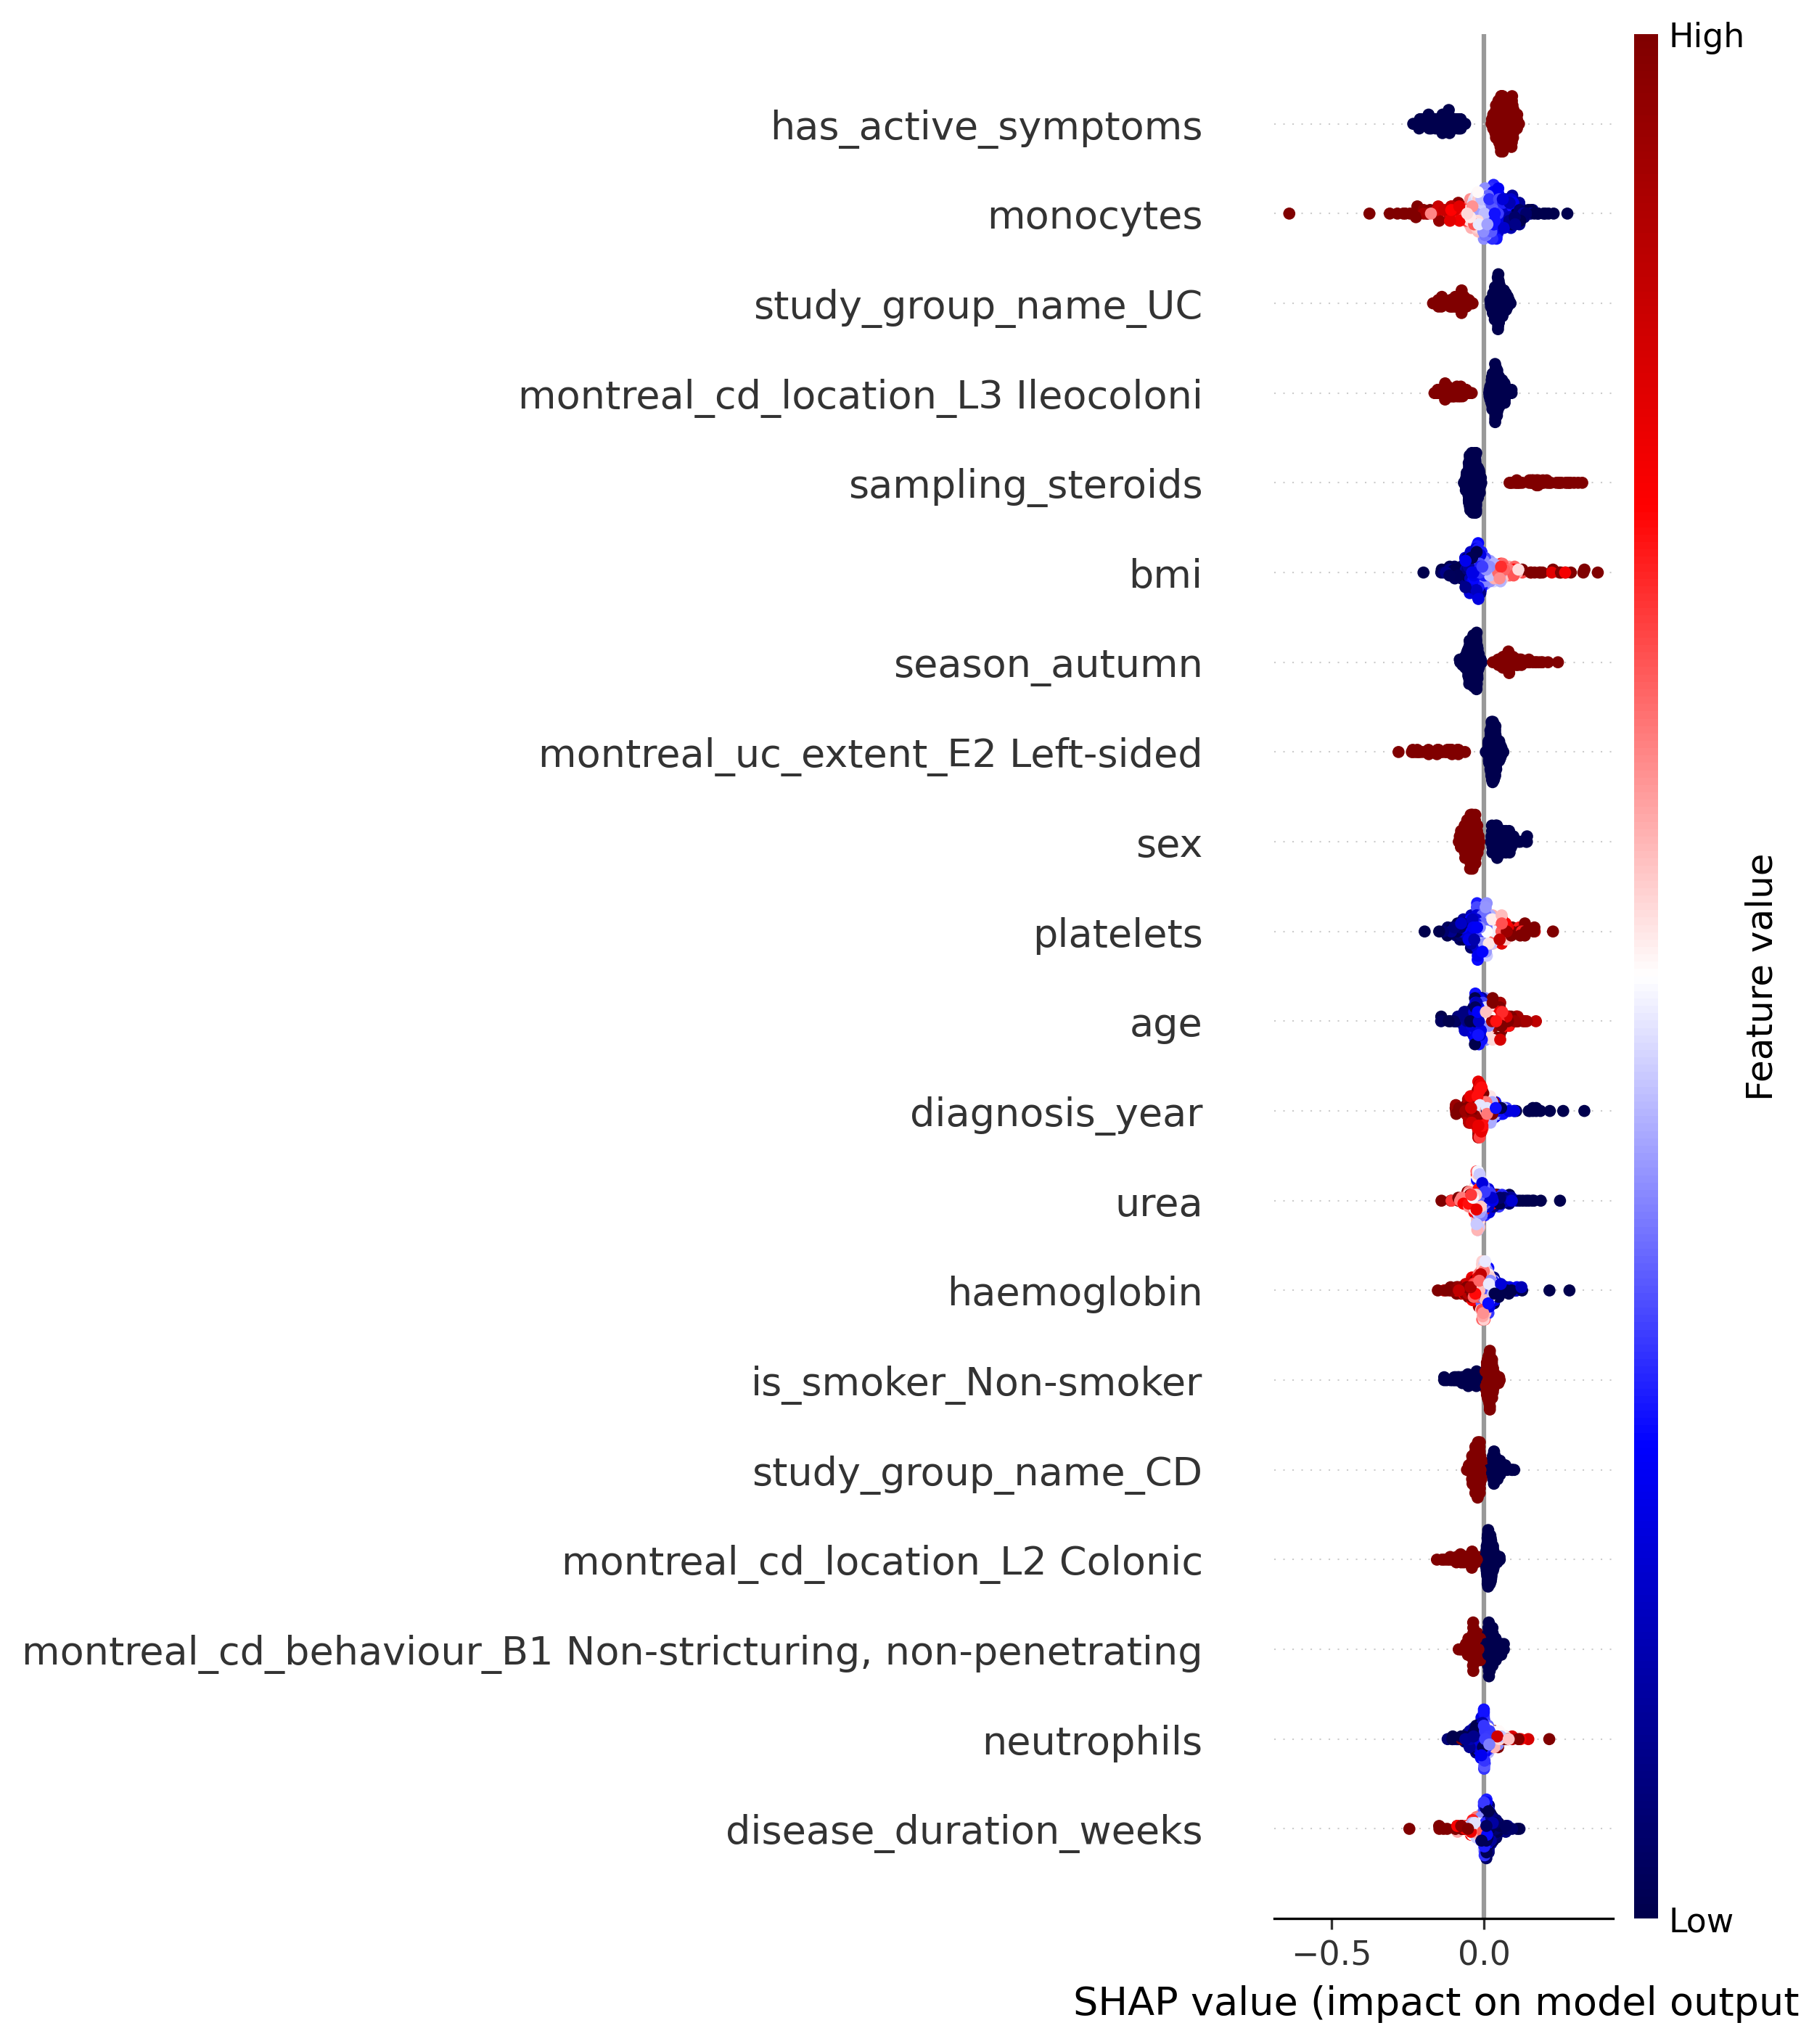 High
has_active_symptoms
monocytes
study_group_name_UC
montreal_cd_location_L3 Ileocoloni
sampling_steroids
bmi
season_autumn
montreal_uc_extent_E2 Left-sided
sex
platelets
age
diagnosis_year
urea
haemoglobin
is_smoker_Non-smoker
study_group_name_CD
montreal_cd_location_L2 Colonic
montreal_cd_behaviour_B1 Non-stricturing, non-penetrating
neutrophils
disease_duration_weeks
Feature value
Low
−0.5 0.0
SHAP value (impact on model output